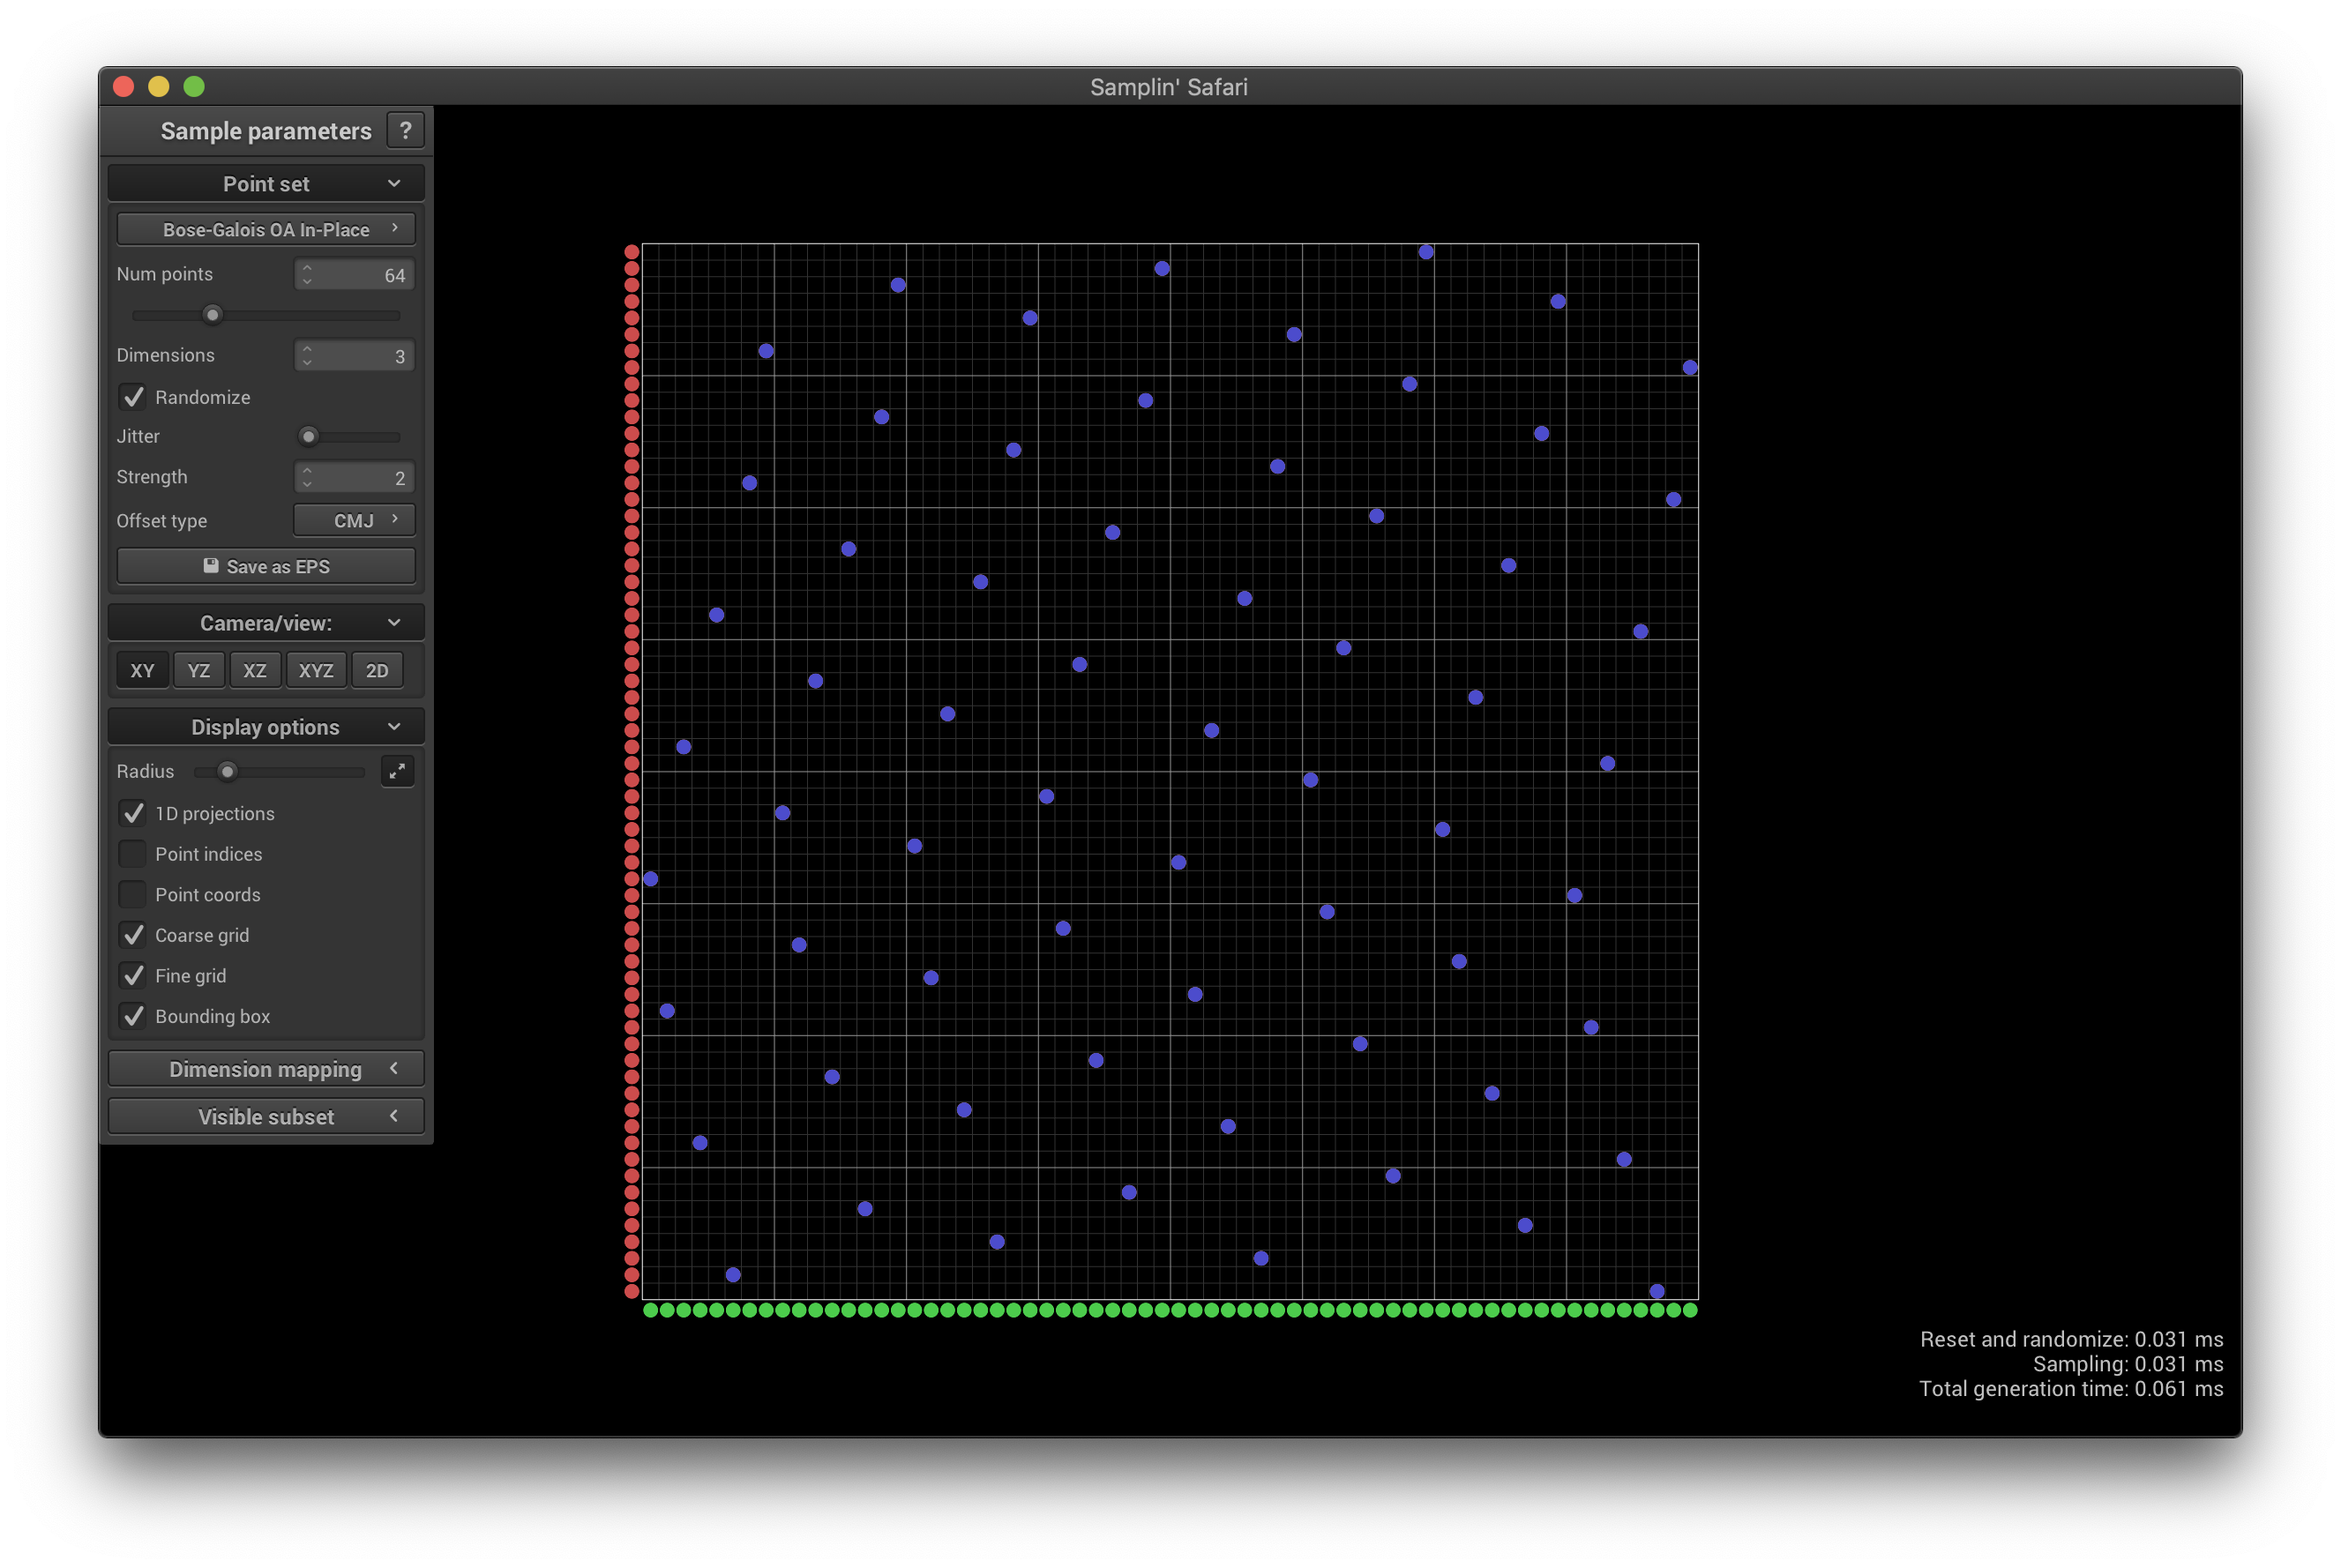 Samplin' Safari
Sample parameters ?
Point set
Bose-Galois OA In-Place
Num points 64
Dimensions 3
Randomize
Jitter
Strength 2
Offset type CMJ
Save as EPS
Camera/view:
XY YZ XZ XYZ 2D
Display options
Radius
1D projections
Point indices
Point coords
Coarse grid
Fine grid
Bounding box
Dimension mapping
Visible subset
Reset and randomize: 0.031 ms
Sampling: 0.031 ms
Total generation time: 0.061 ms